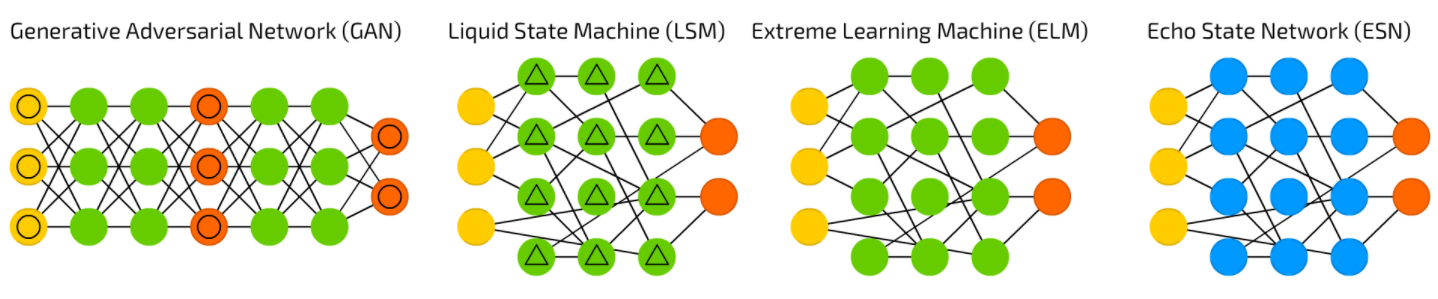 Generative Adversarial Network (GAN)
Liquid State Machine (LSM)
Extreme Learning Machine (ELM)
Echo State Network (ESN)